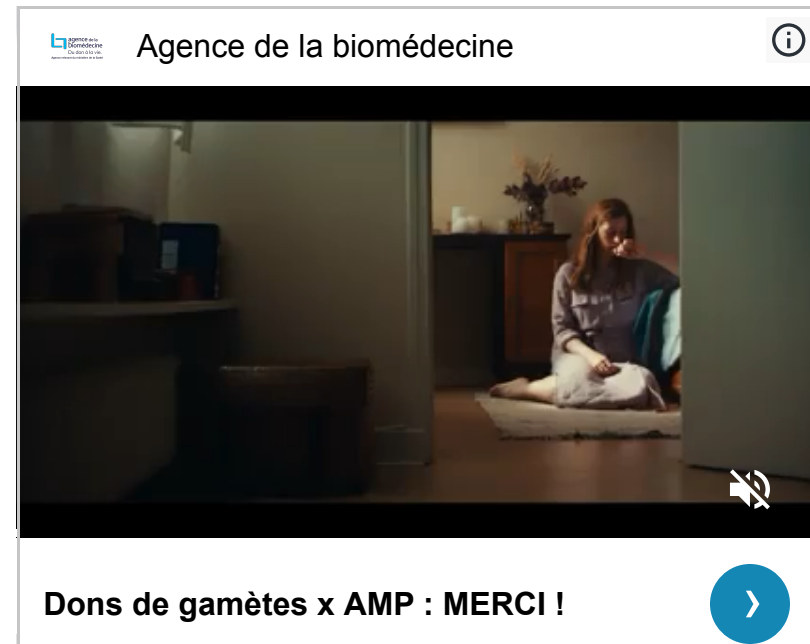 agence de la
biomédecine
Du don à la vie.
Agence de la biomédecine
Dons de gamètes x AMP : MERCI !